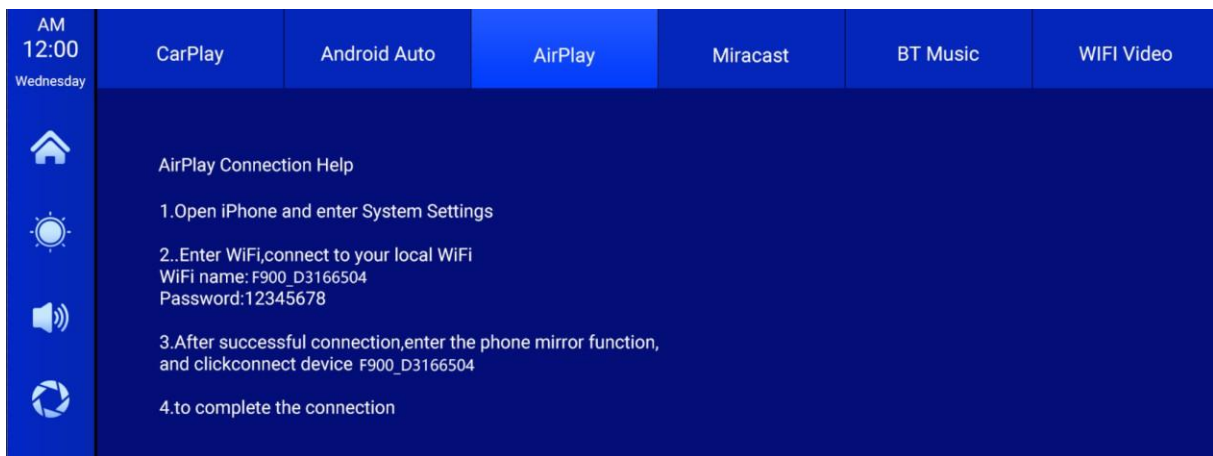 AM
12:00
Wednesday
CarPlay
Android Auto
AirPlay
Miracast
BT Music
WIFI Video
AirPlay Connection Help
1.Open iPhone and enter System Settings
2..Enter WiFi,connect to your local WiFi
WiFi name: F900_D3166504
Password:12345678
3.After successful connection,enter the phone mirror function,
and clickconnect device F900_D3166504
4.to complete the connection